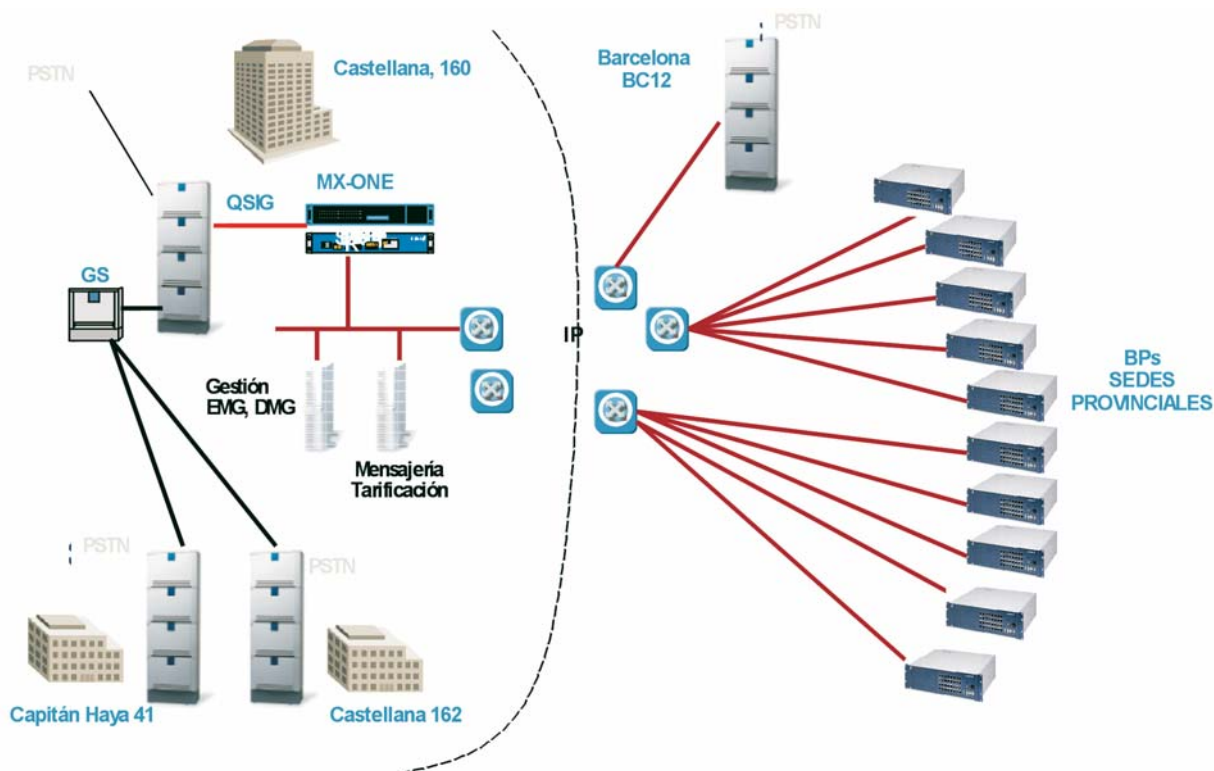 PSTN
Castellana, 160
PSTN
Barcelona
BC12
QSIG
MX-ONE
GS
IP
Gestión
EMG, DMG
Mensajería
Tarificación
BPs
SEDES
PROVINCIALES
PSTN
PSTN
Capitán Haya 41
Castellana 162